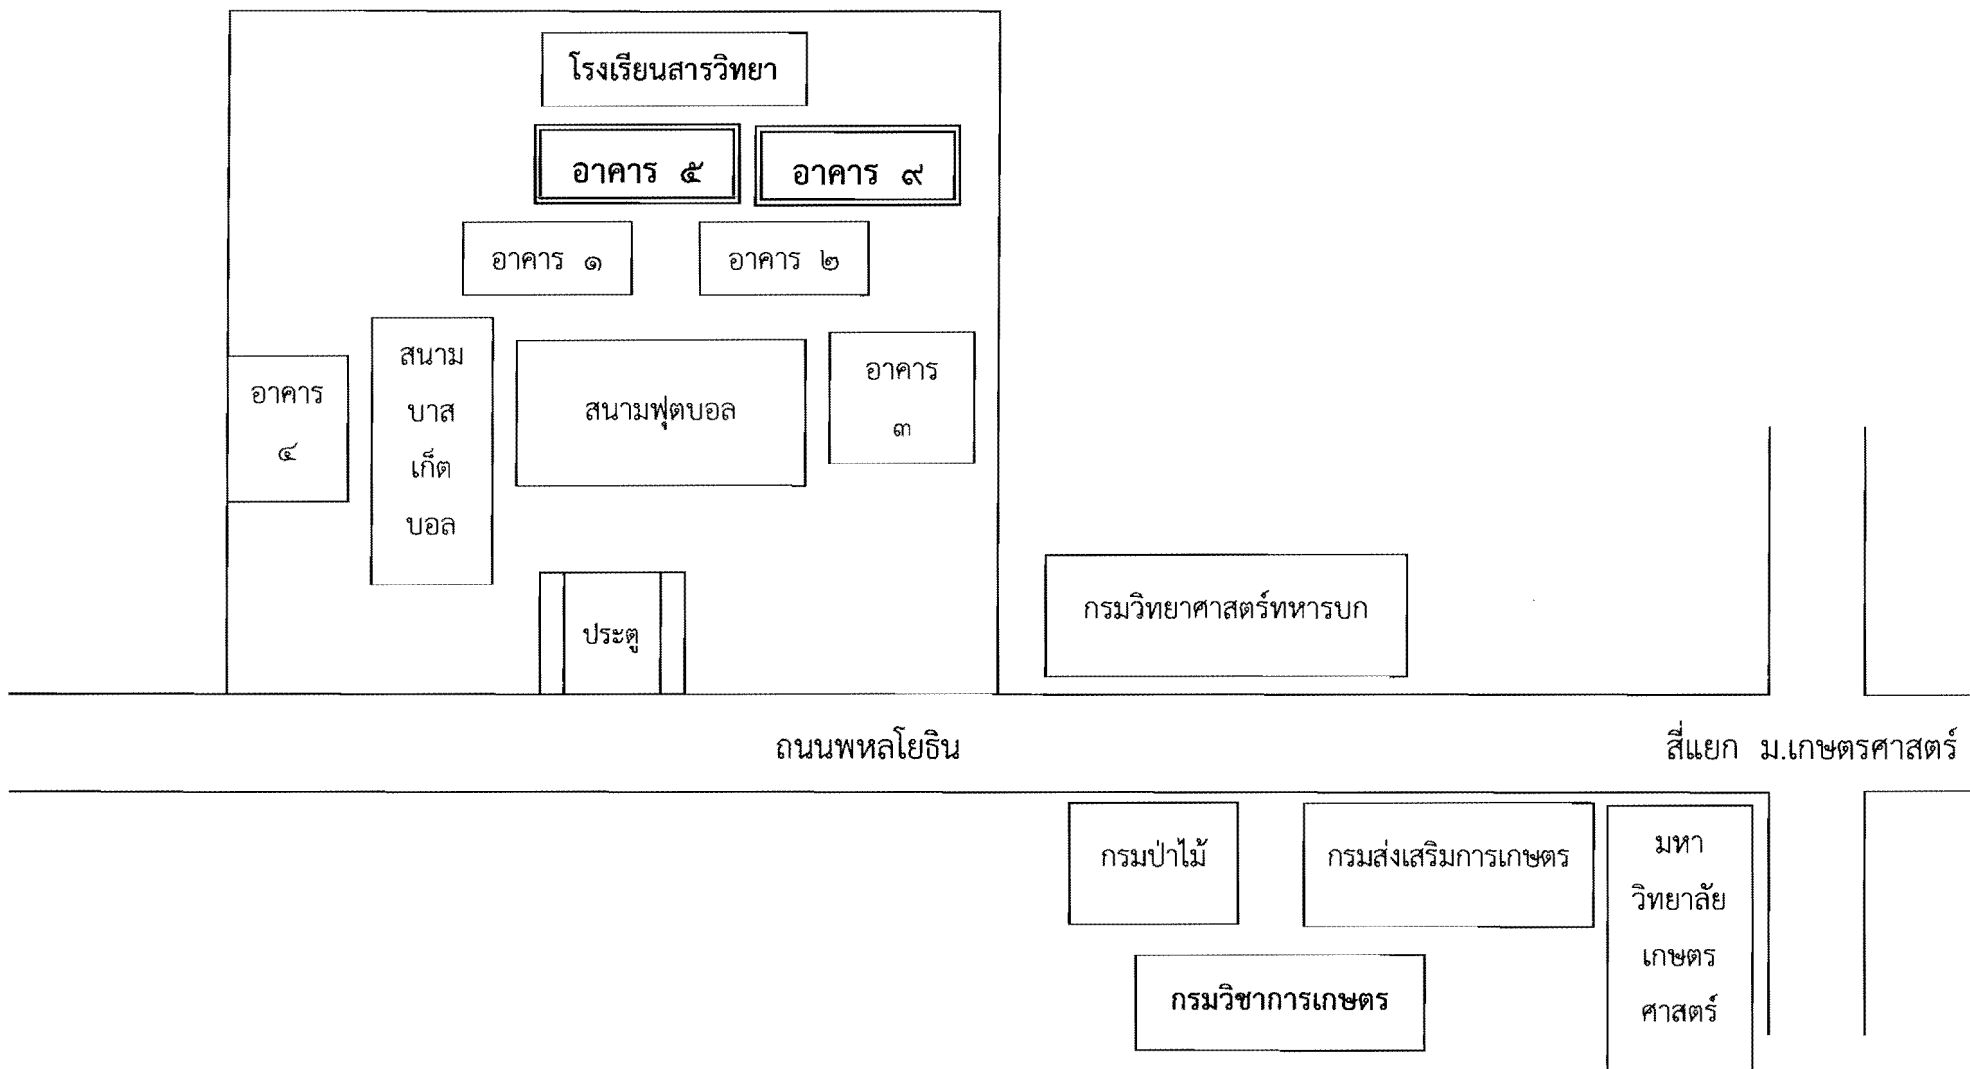 โรงเรียนสารวิทยา
อาคาร ๕
อาคาร ๙
อาคาร ๑
อาคาร ๒
อาคาร
๔
สนาม
บาส
เก็ต
บอล
สนามฟุตบอล
อาคาร
๓
ประตู
กรมวิทยาศาสตร์ทหารบก
ถนนพหลโยธิน
สี่แยก ม.เกษตรศาสตร์
กรมป่าไม้
กรมส่งเสริมการเกษตร
กรมวิชาการเกษตร
มหา
วิทยาลัย
เกษตร
ศาสตร์